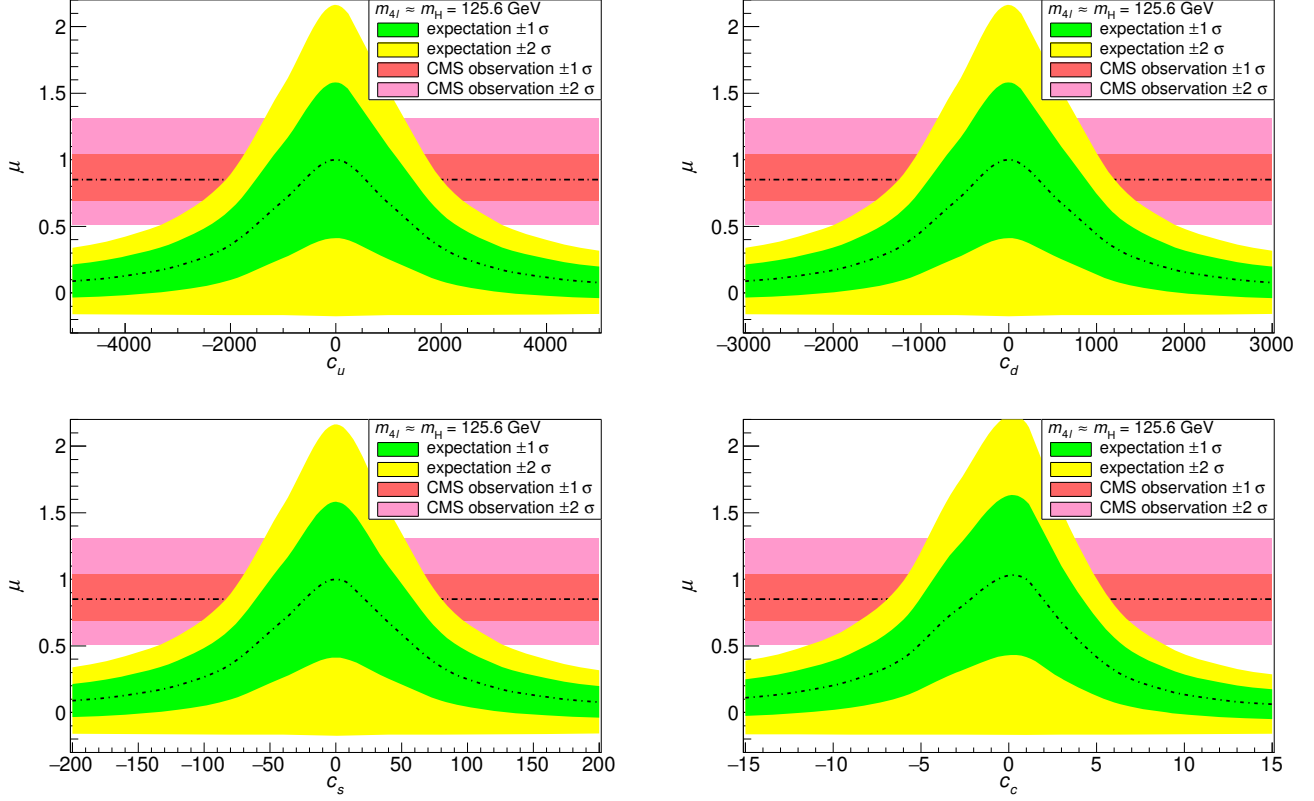 m4l ≈ mH = 125.6 GeV
expectation ±1 σ
expectation ±2 σ
CMS observation ±1 σ
CMS observation ±2 σ
μ
2
1.5
1
0.5
0
−4000 −2000 0 2000 4000
cu
m4l ≈ mH = 125.6 GeV
expectation ±1 σ
expectation ±2 σ
CMS observation ±1 σ
CMS observation ±2 σ
μ
2
1.5
1
0.5
0
−3000 −2000 −1000 0 1000 2000 3000
cd
m4l ≈ mH = 125.6 GeV
expectation ±1 σ
expectation ±2 σ
CMS observation ±1 σ
CMS observation ±2 σ
μ
2
1.5
1
0.5
0
−200 −150 −100 −50 0 50 100 150 200
cs
m4l ≈ mH = 125.6 GeV
expectation ±1 σ
expectation ±2 σ
CMS observation ±1 σ
CMS observation ±2 σ
μ
2
1.5
1
0.5
0
−15 −10 −5 0 5 10 15
cc